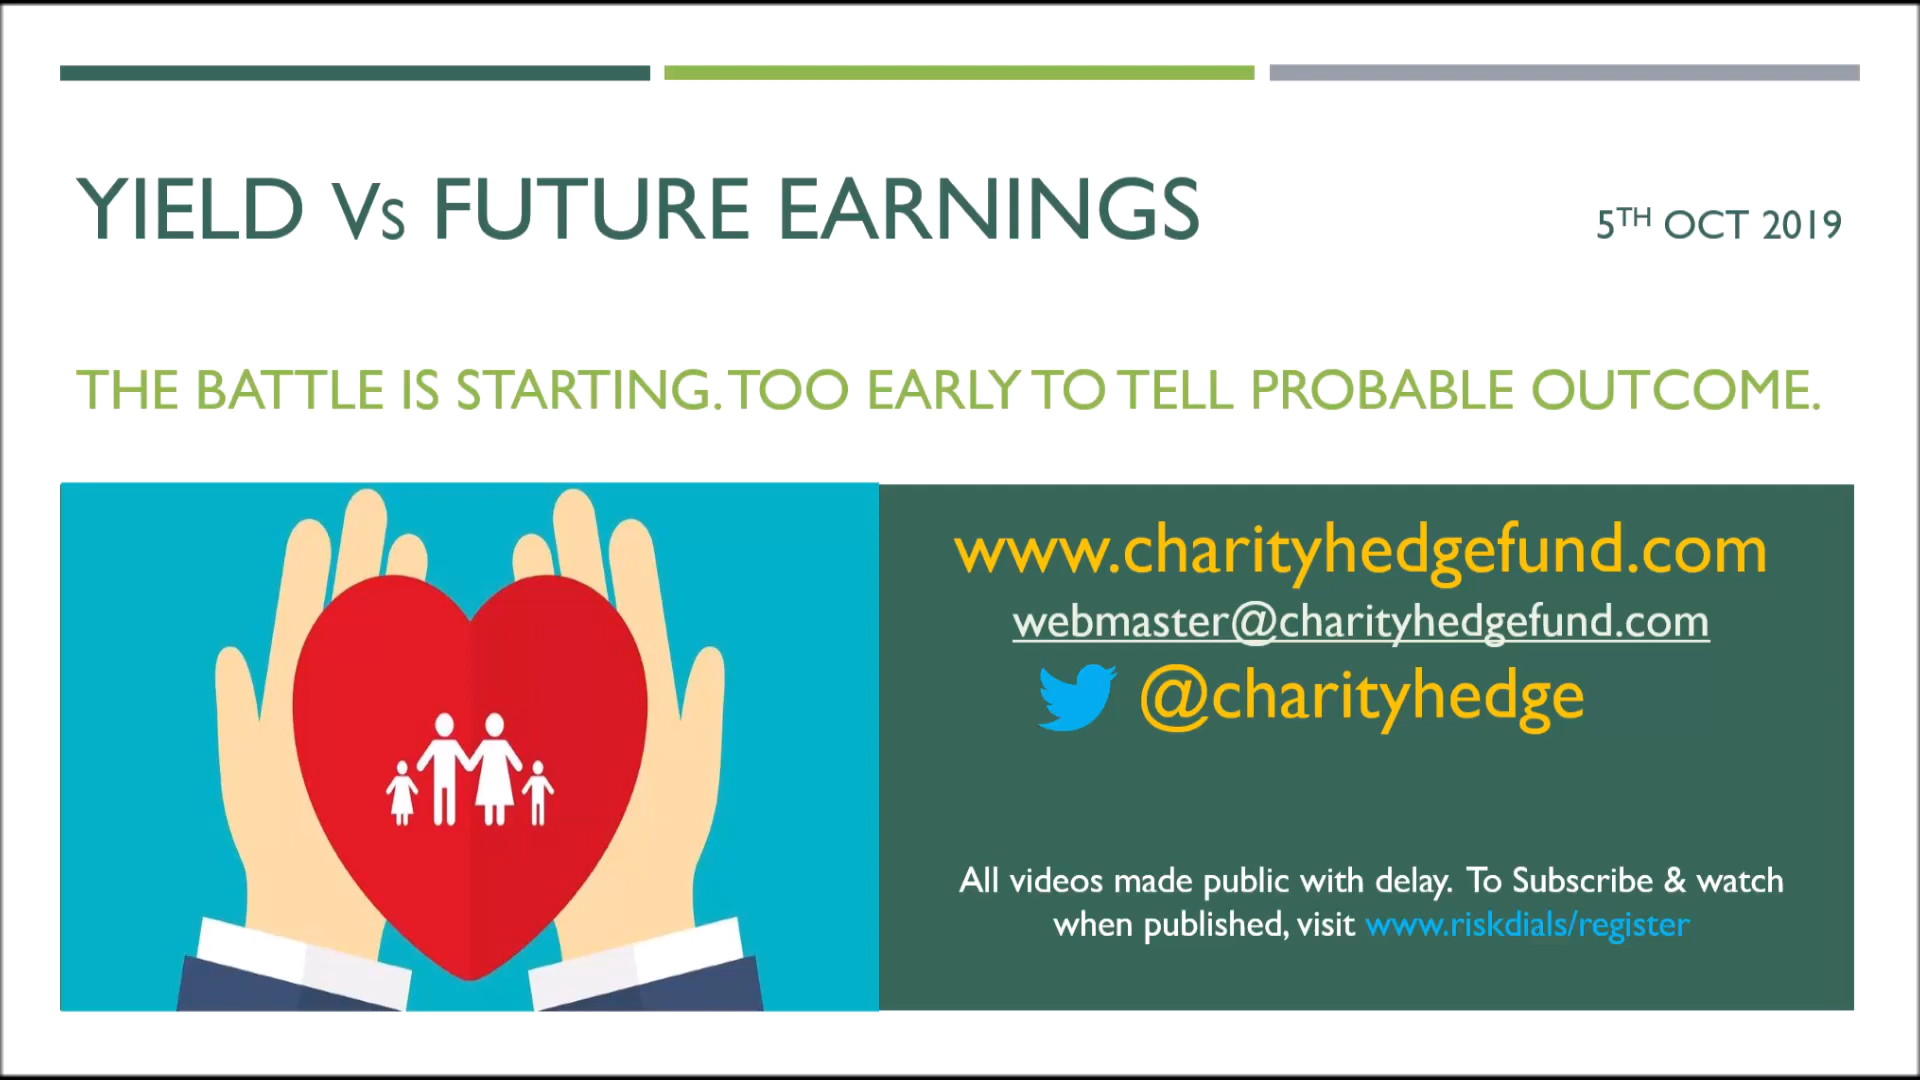 YIELD Vs FUTURE EARNINGS
5TH OCT 2019
THE BATTLE IS STARTING. TOO EARLY TO TELL PROBABLE OUTCOME.
www.charityhedgefund.com
webmaster@charityhedgefund.com
@charityhedge
All videos made public with delay. To Subscribe & watch
when published, visit www.riskdials/register